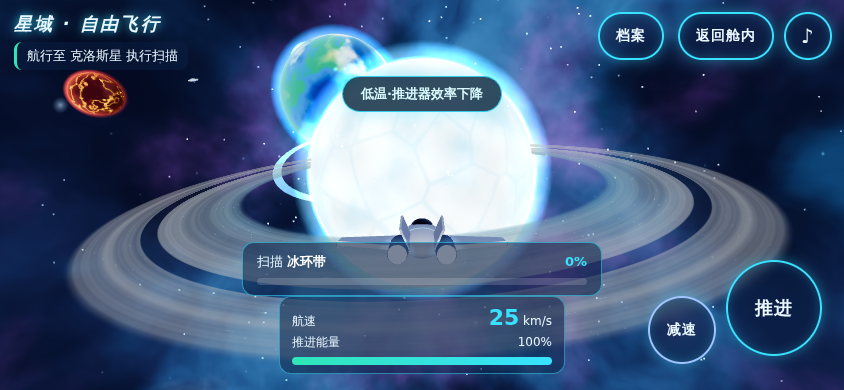 星域 · 自由飞行
航行至 克洛斯星 执行扫描
档案
返回舱内
♪
低温·推进器效率下降
扫描 冰环带 0%
航速 25 km/s
推进能量 100%
减速
推进